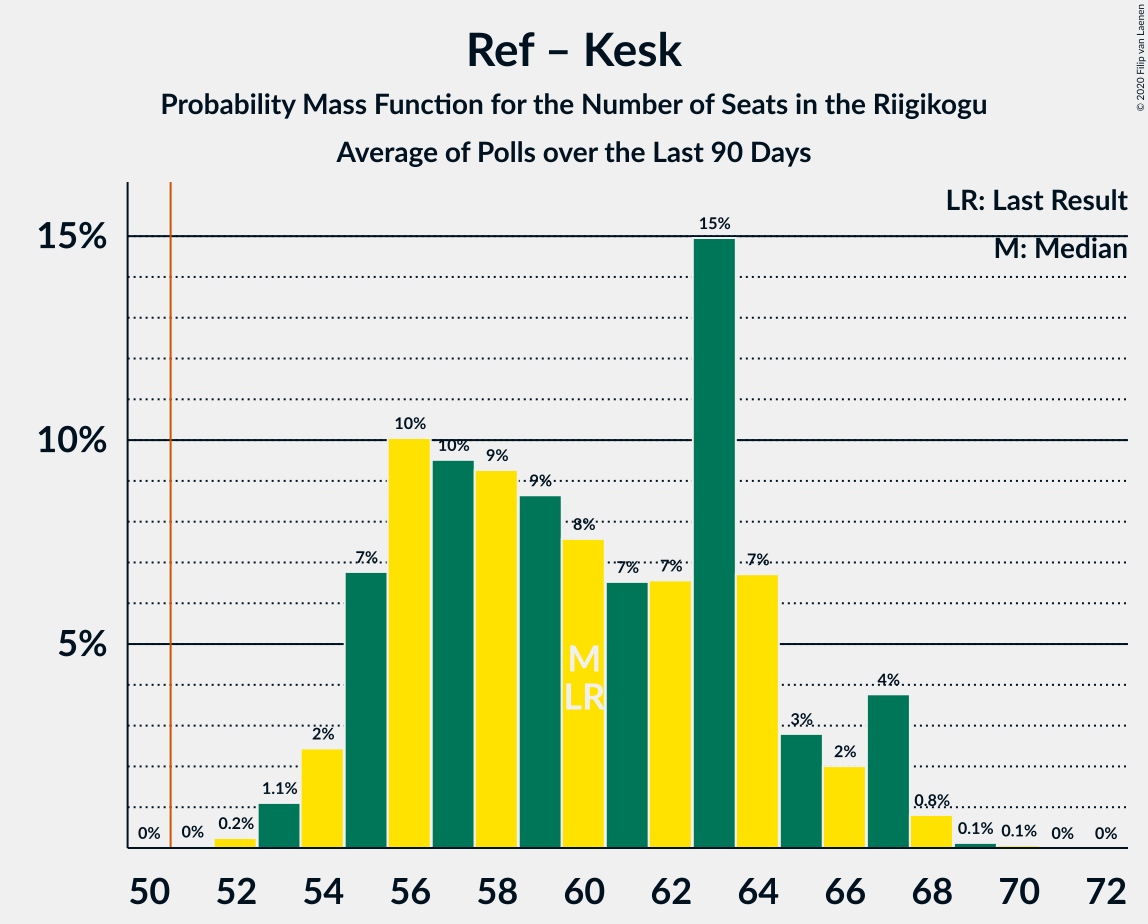 Ref – Kesk
Probability Mass Function for the Number of Seats in the Riigikogu
Average of Polls over the Last 90 Days
© 2020 Filip van Laenen
LR: Last Result
M: Median
15%
10%
5%
0%
0%
0.2%
1.1%
2%
7%
10%
10%
9%
9%
8%
7%
7%
15%
7%
3%
2%
4%
0.8%
0.1%
0.1%
0%
0%
M
LR
50 52 54 56 58 60 62 64 66 68 70 72